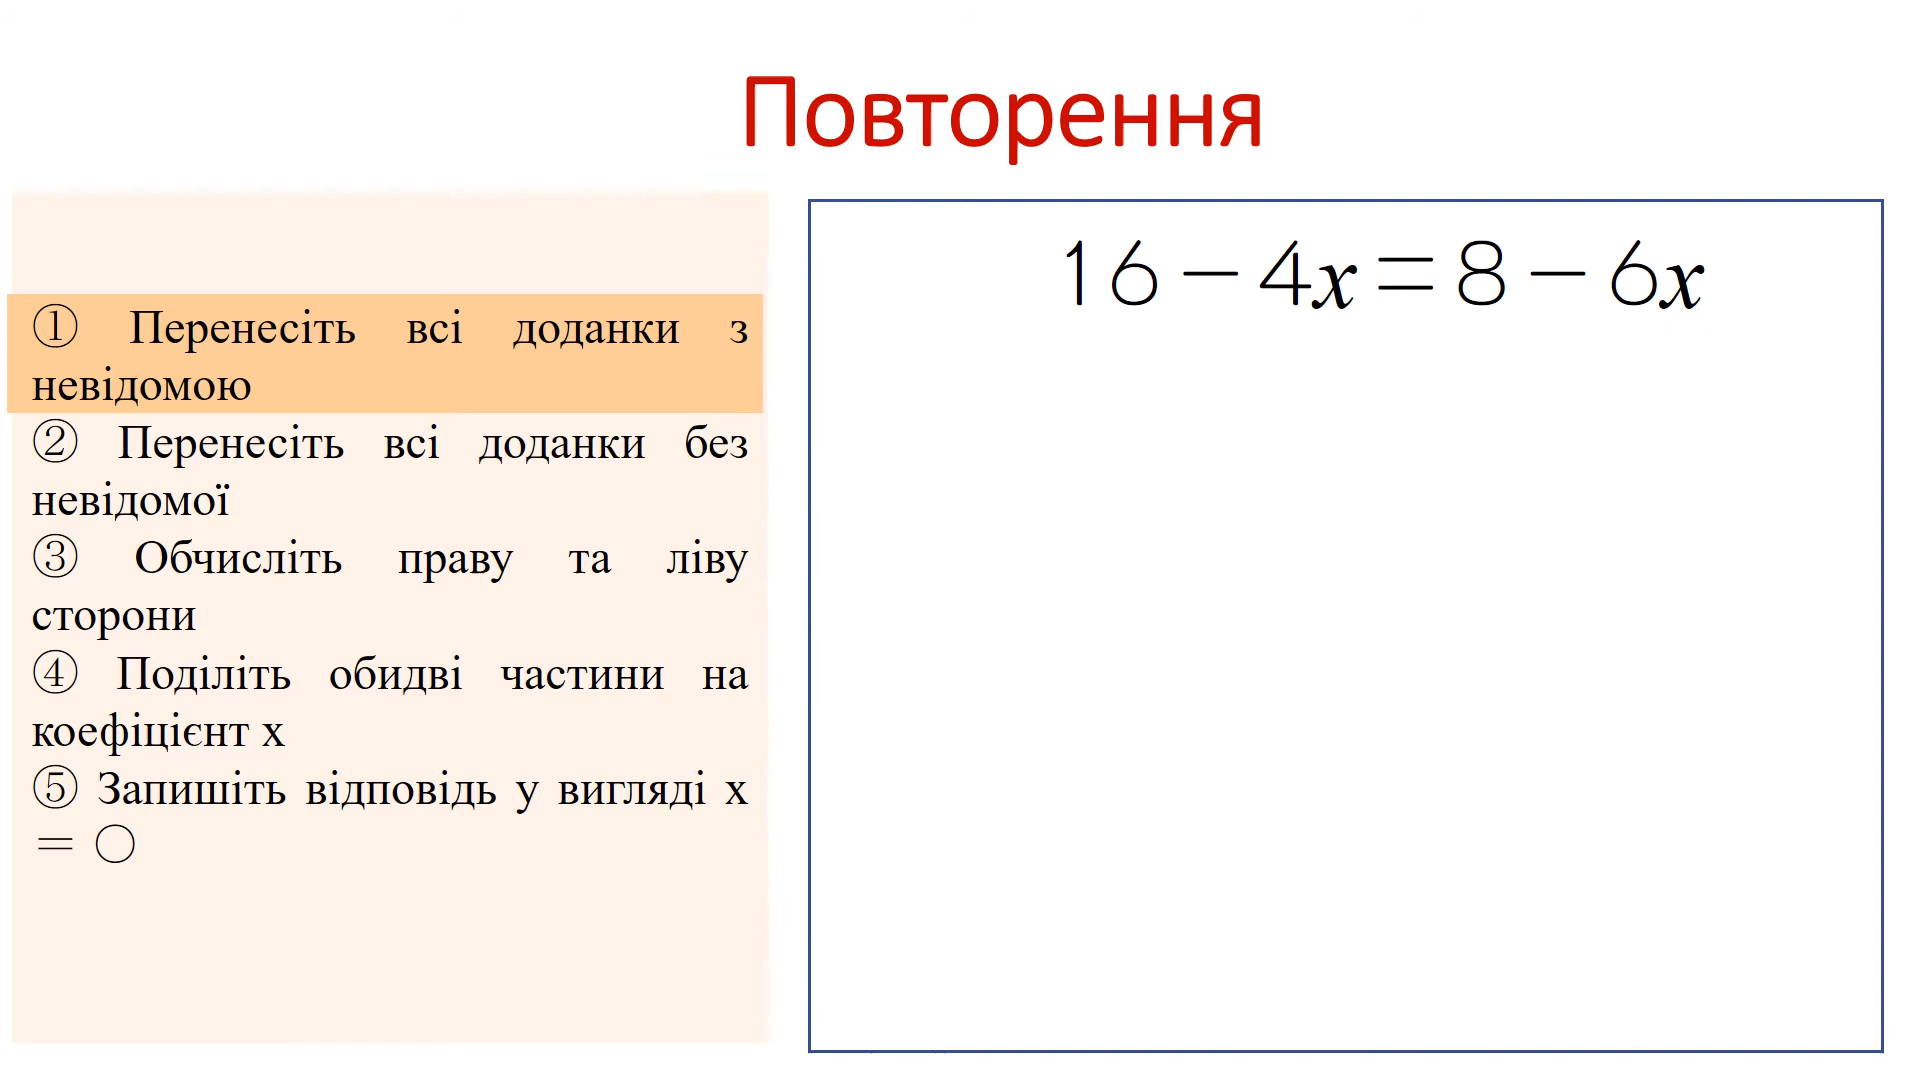 Повторення
① Перенесіть всі доданки з
невідомою
② Перенесіть всі доданки без
невідомої
③ Обчисліть праву та ліву
сторони
④ Поділіть обидві частини на
коефіцієнт х
⑤ Запишіть відповідь у вигляді х
= ○
16 − 4x = 8 − 6x